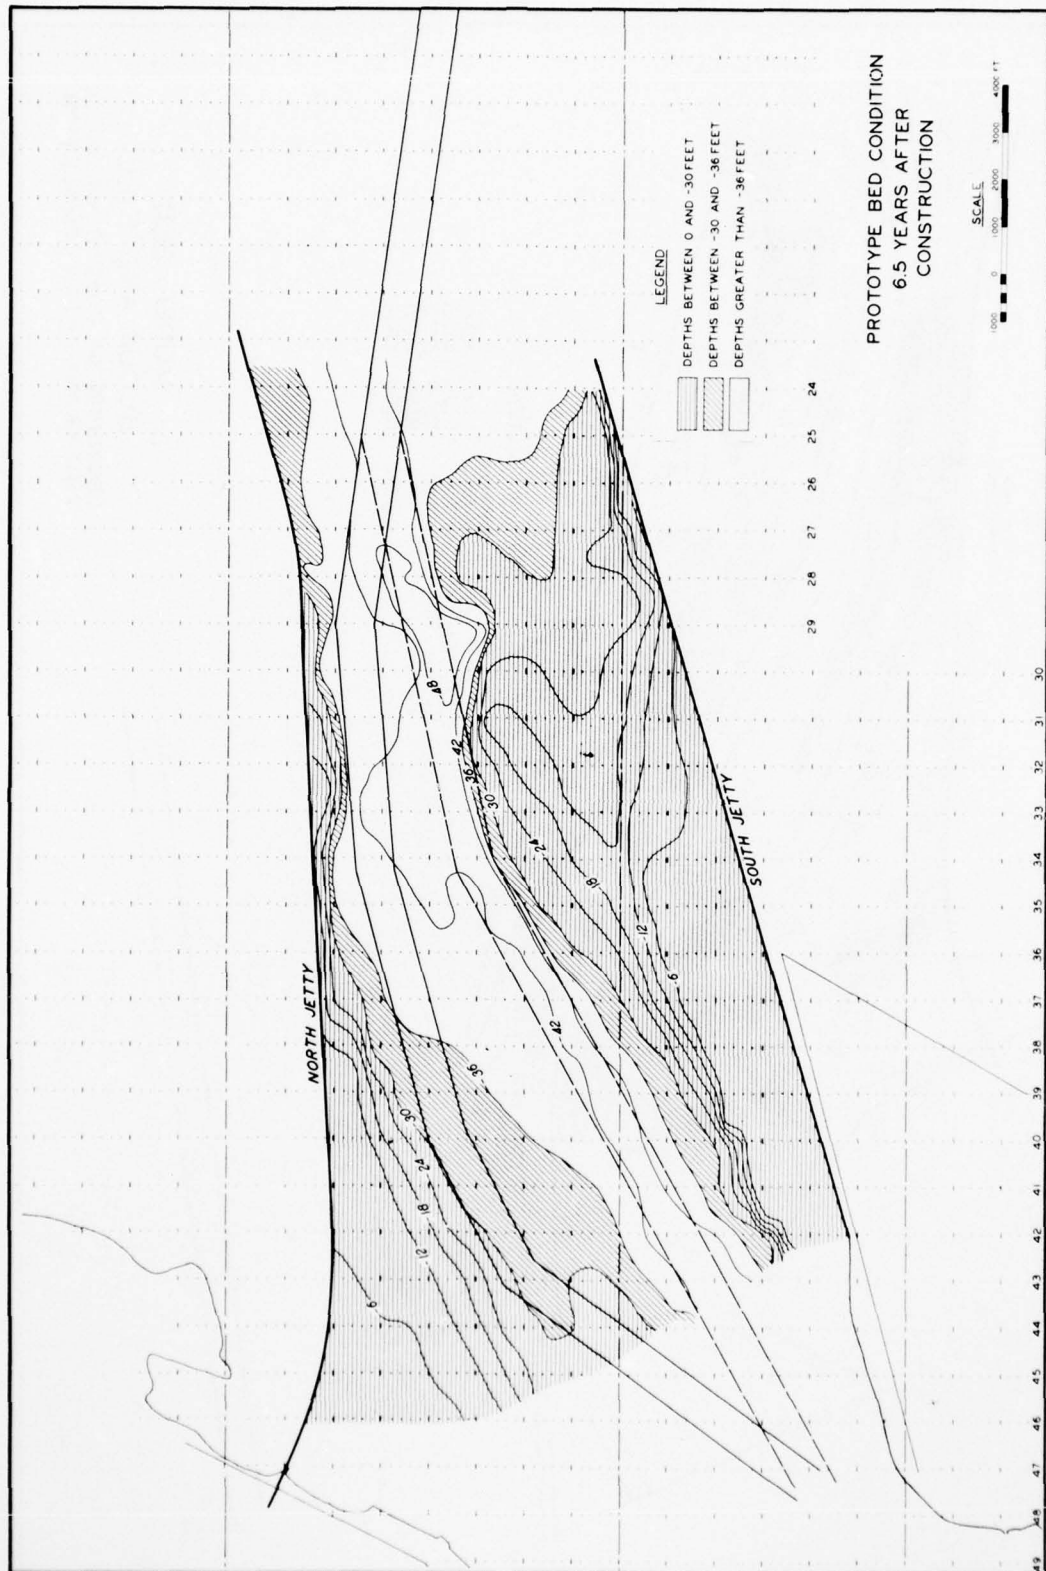 NORTH JETTY
SOUTH JETTY
6
12
18
24
30
36
42
48
42
36
30
24
18
12
6
LEGEND
DEPTHS BETWEEN 0 AND -30 FEET
DEPTHS BETWEEN -30 AND -36 FEET
DEPTHS GREATER THAN -36 FEET
PROTOTYPE BED CONDITION
6.5 YEARS AFTER
CONSTRUCTION
SCALE
1000 0 1000 2000 3000 4000 FT
49 48 47 46 45 44 43 42 41 40 39 38 37 36 35 34 33 32 31 30 29 28 27 26 25 24